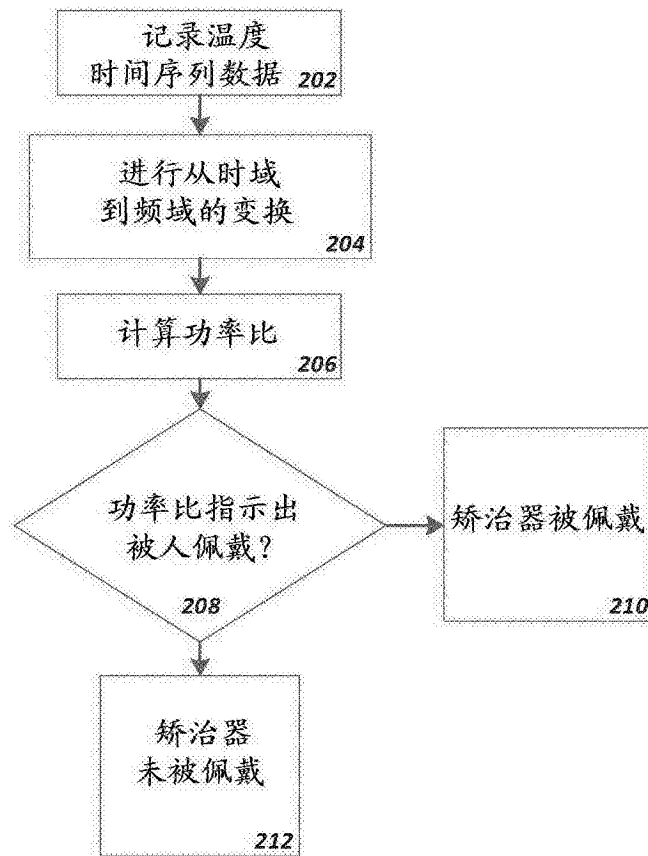 记录温度
时间序列数据 202
进行从时域
到频域的变换
204
计算功率比
206
功率比指示出
被人佩戴？
208
矫治器被佩戴
210
矫治器
未被佩戴
212